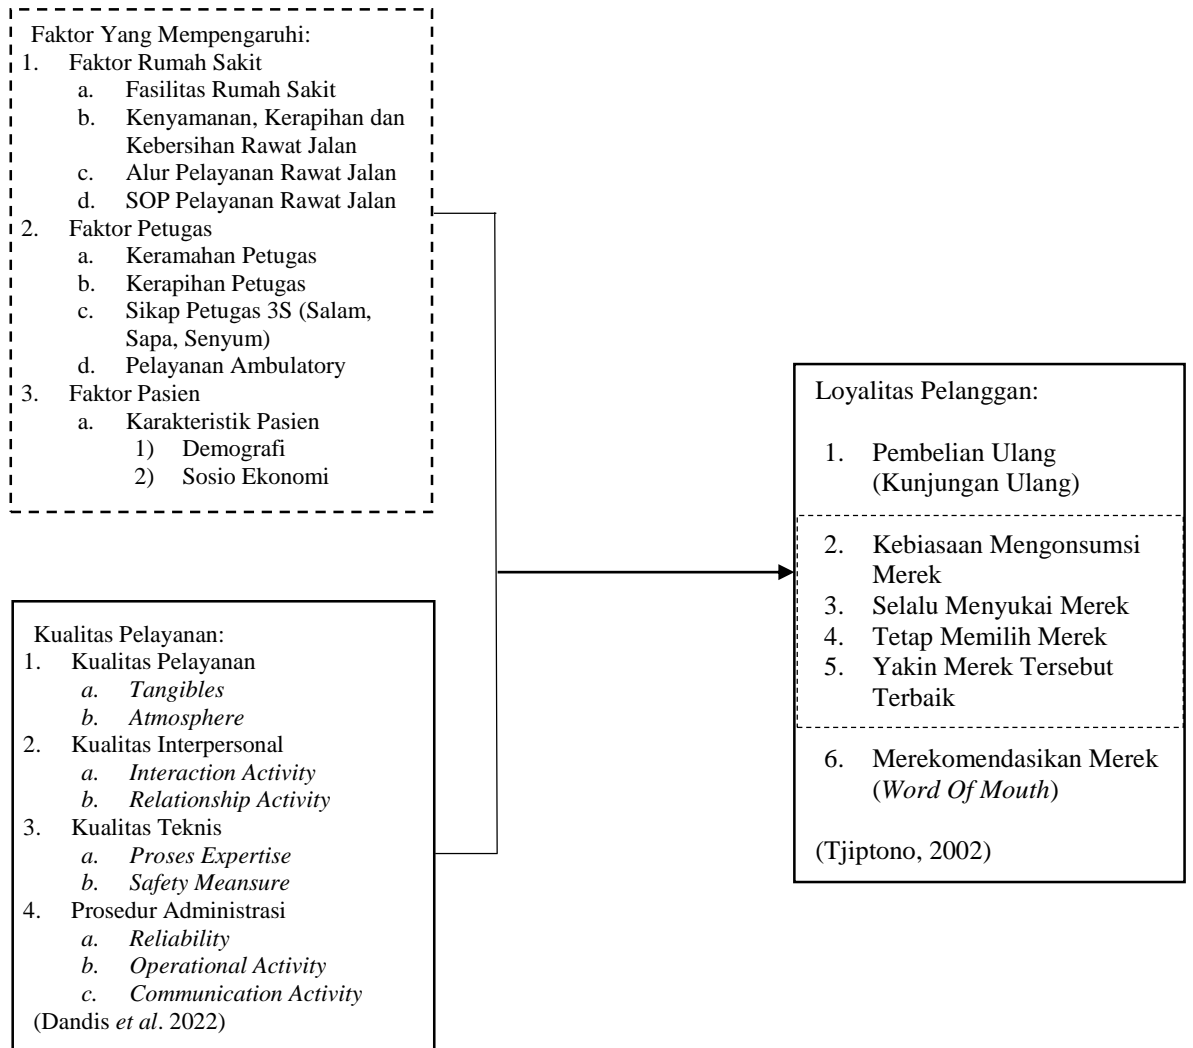 Faktor Yang Mempengaruhi:
1. Faktor Rumah Sakit
a. Fasilitas Rumah Sakit
b. Kenyamanan, Kerapihan dan
Kebersihan Rawat Jalan
c. Alur Pelayanan Rawat Jalan
d. SOP Pelayanan Rawat Jalan
2. Faktor Petugas
a. Keramahan Petugas
b. Kerapihan Petugas
c. Sikap Petugas 3S (Salam,
Sapa, Senyum)
d. Pelayanan Ambulatory
3. Faktor Pasien
a. Karakteristik Pasien
1) Demografi
2) Sosio Ekonomi
Kualitas Pelayanan:
1. Kualitas Pelayanan
a. Tangibles
b. Atmosphere
2. Kualitas Interpersonal
a. Interaction Activity
b. Relationship Activity
3. Kualitas Teknis
a. Proses Expertise
b. Safety Meansure
4. Prosedur Administrasi
a. Reliability
b. Operational Activity
c. Communication Activity
(Dandis et al. 2022)
Loyalitas Pelanggan:
1. Pembelian Ulang
(Kunjungan Ulang)
2. Kebiasaan Mengonsumsi
Merek
3. Selalu Menyukai Merek
4. Tetap Memilih Merek
5. Yakin Merek Tersebut
Terbaik
6. Merekomendasikan Merek
(Word Of Mouth)
(Tjiptono, 2002)